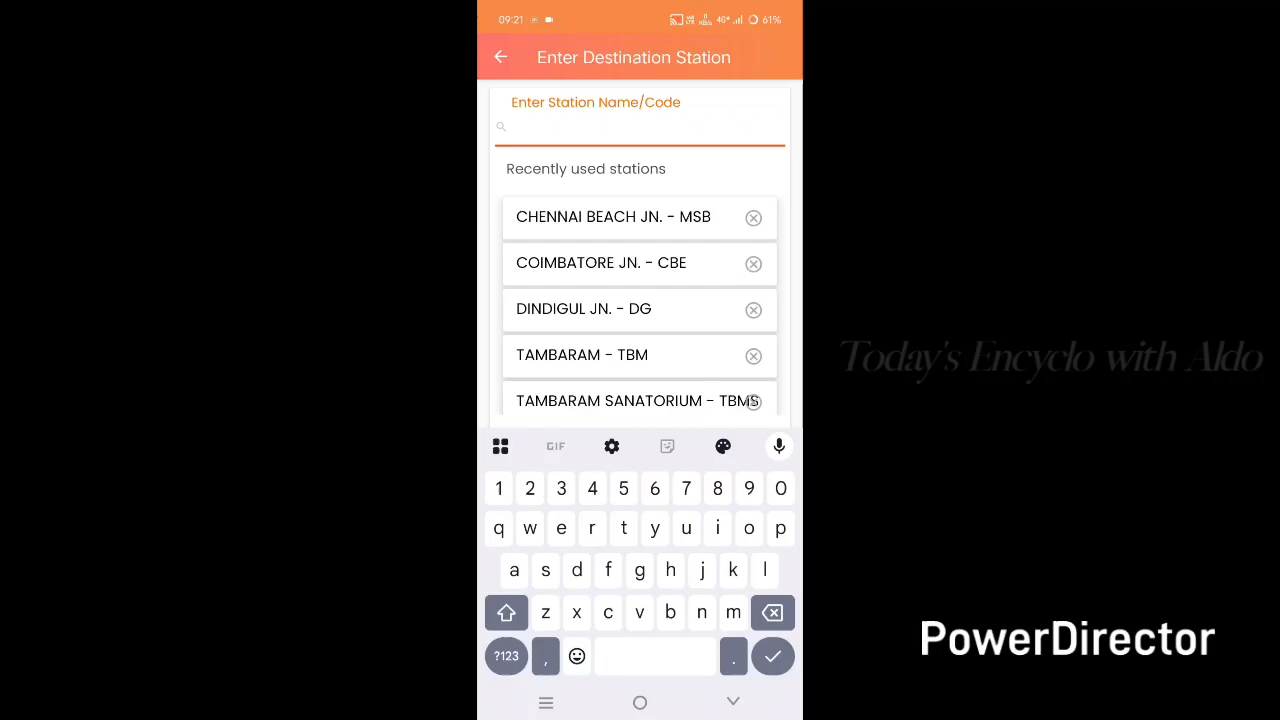 09:21
4G+
61%
Enter Destination Station
Enter Station Name/Code
Recently used stations
CHENNAI BEACH JN. - MSB
COIMBATORE JN. - CBE
DINDIGUL JN. - DG
TAMBARAM - TBM
TAMBARAM SANATORIUM - TBMS
Today's Encyclo with Aldo
GIF
1 2 3 4 5 6 7 8 9 0
q w e r t y u i o p
a s d f g h j k l
z x c v b n m
PowerDirector
?123 , .